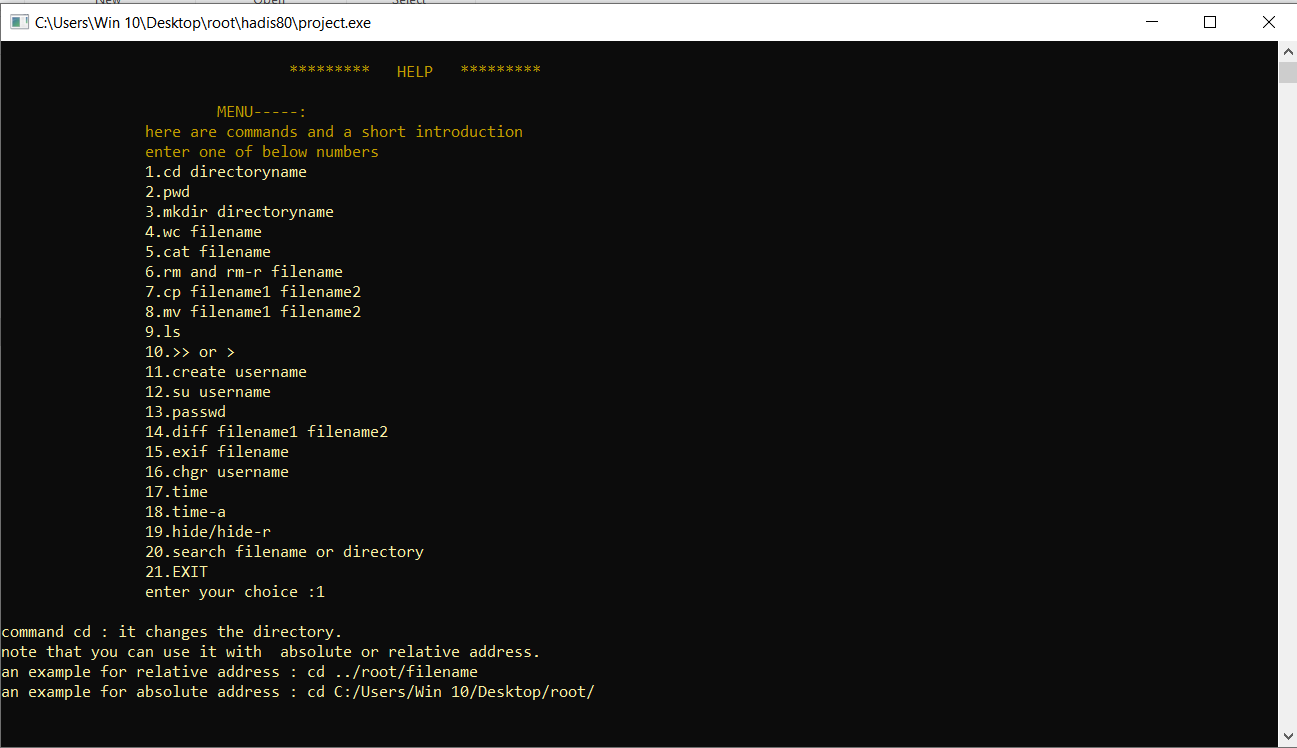 New Open Select
C:\Users\Win 10\Desktop\root\hadis80\project.exe
********* HELP *********
MENU-----:
here are commands and a short introduction
enter one of below numbers
1.cd directoryname
2.pwd
3.mkdir directoryname
4.wc filename
5.cat filename
6.rm and rm-r filename
7.cp filename1 filename2
8.mv filename1 filename2
9.ls
10.>> or >
11.create username
12.su username
13.passwd
14.diff filename1 filename2
15.exif filename
16.chgr username
17.time
18.time-a
19.hide/hide-r
20.search filename or directory
21.EXIT
enter your choice :1
command cd : it changes the directory.
note that you can use it with  absolute or relative address.
an example for relative address : cd ../root/filename
an example for absolute address : cd C:/Users/Win 10/Desktop/root/